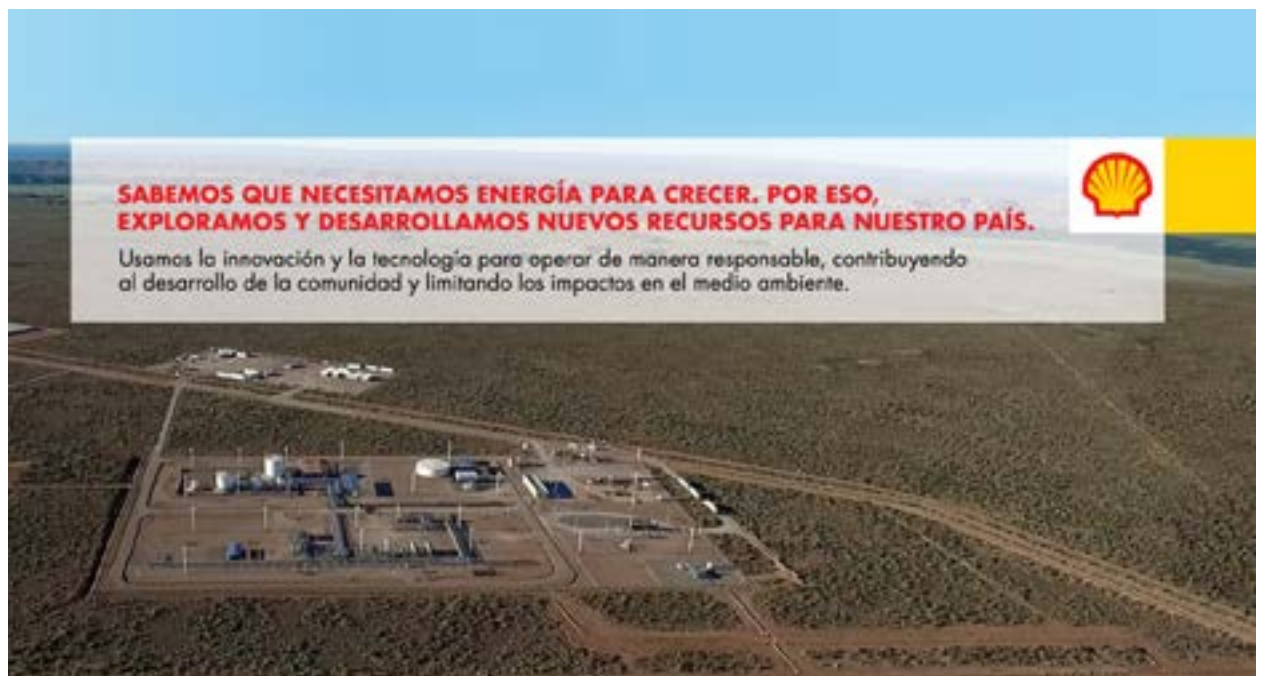 SABEMOS QUE NECESITAMOS ENERGÍA PARA CRECER. POR ESO,
EXPLORAMOS Y DESARROLLAMOS NUEVOS RECURSOS PARA NUESTRO PAÍS.
Usamos la innovación y la tecnología para operar de manera responsable, contribuyendo
al desarrollo de la comunidad y limitando los impactos en el medio ambiente.